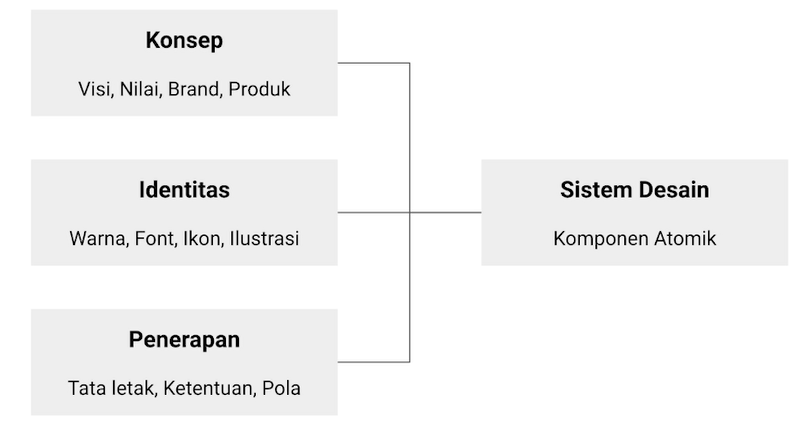 Konsep
Visi, Nilai, Brand, Produk
Identitas
Warna, Font, Ikon, Ilustrasi
Penerapan
Tata letak, Ketentuan, Pola
Sistem Desain
Komponen Atomik